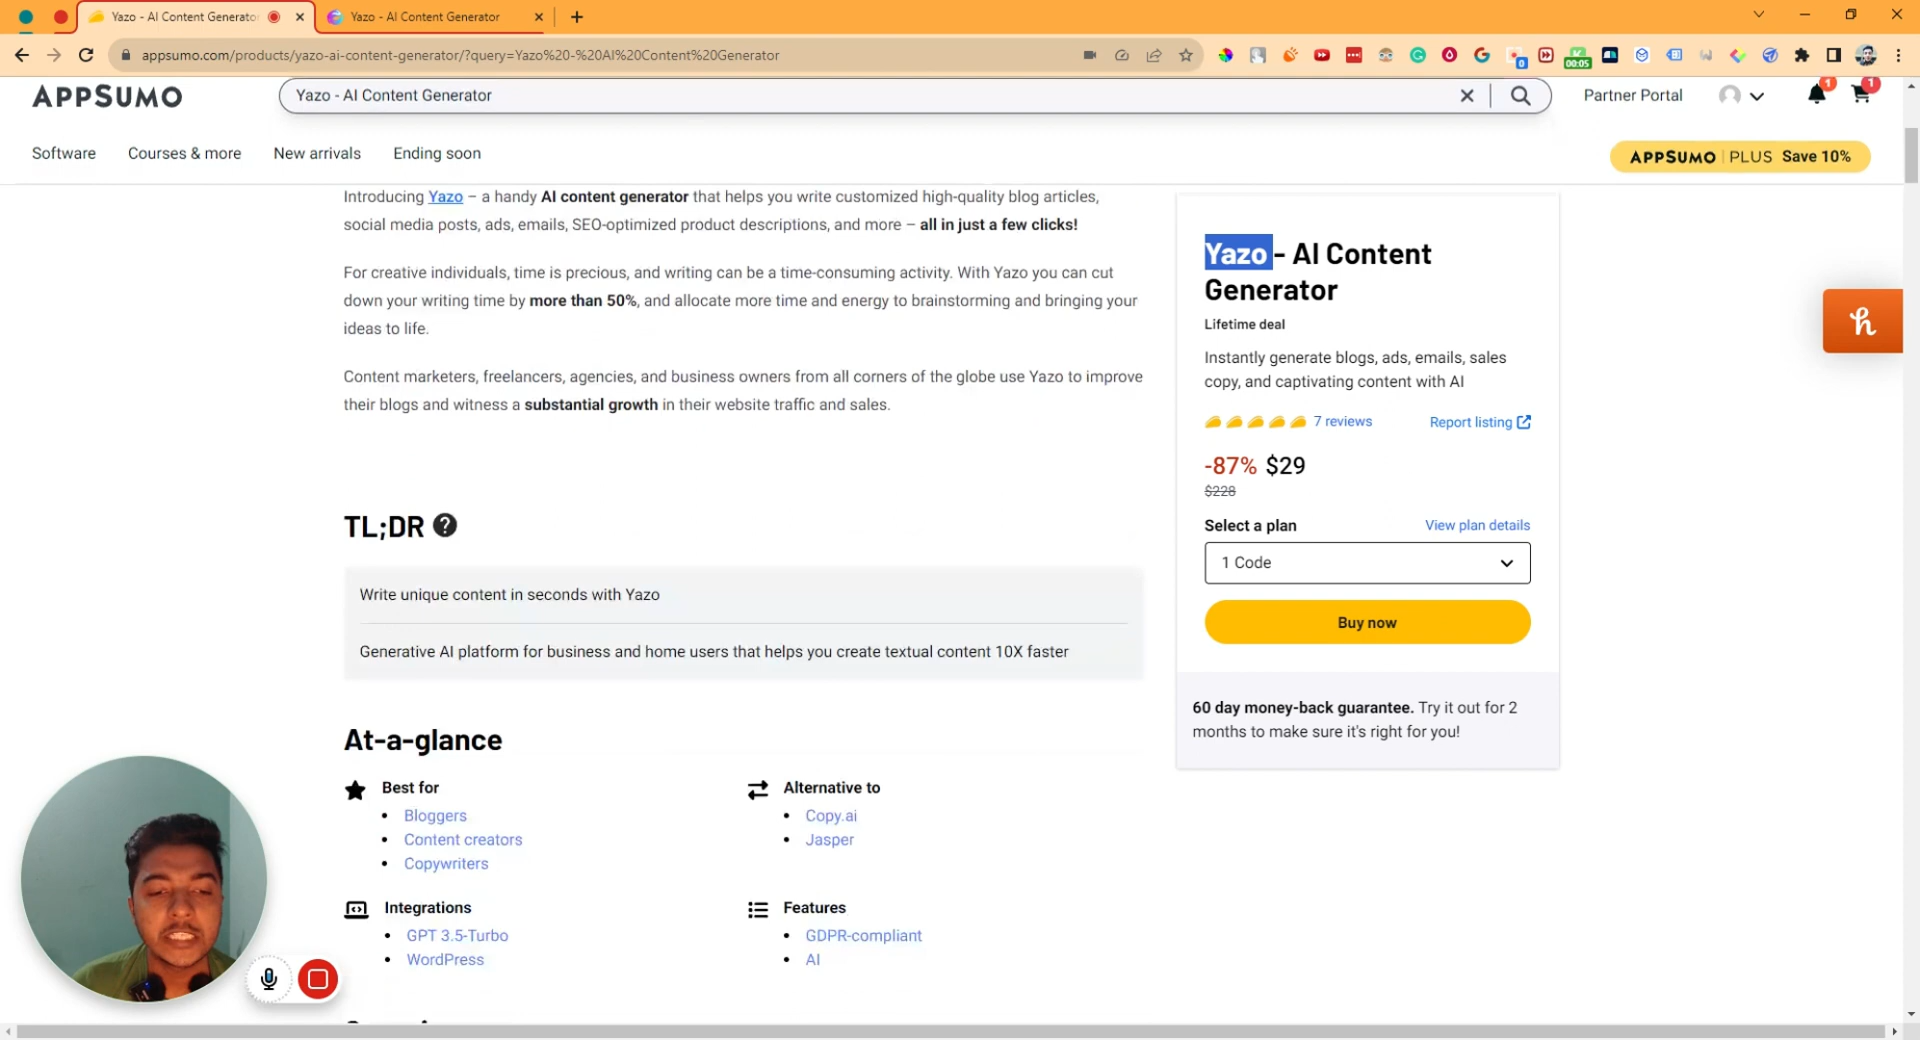 Yazo - AI Content Generator
Yazo - AI Content Generator
appsumo.com/products/yazo-ai-content-generator/?query=Yazo%20-%20AI%20Content%20Generator
0
00:05
APPSUMO
Yazo - AI Content Generator
Partner Portal
1
1
Software
Courses & more
New arrivals
Ending soon
APPSUMO PLUS Save 10%
Introducing Yazo – a handy AI content generator that helps you write customized high-quality blog articles,
social media posts, ads, emails, SEO-optimized product descriptions, and more – all in just a few clicks!
For creative individuals, time is precious, and writing can be a time-consuming activity. With Yazo you can cut
down your writing time by more than 50%, and allocate more time and energy to brainstorming and bringing your
ideas to life.
Content marketers, freelancers, agencies, and business owners from all corners of the globe use Yazo to improve
their blogs and witness a substantial growth in their website traffic and sales.
TL;DR
Write unique content in seconds with Yazo
Generative AI platform for business and home users that helps you create textual content 10X faster
At-a-glance
Best for
Bloggers
Content creators
Copywriters
Alternative to
Copy.ai
Jasper
Integrations
GPT 3.5-Turbo
WordPress
Features
GDPR-compliant
AI
Yazo - AI Content
Generator
Lifetime deal
Instantly generate blogs, ads, emails, sales
copy, and captivating content with AI
7 reviews
Report listing
-87% $29
$228
Select a plan
View plan details
1 Code
Buy now
60 day money-back guarantee. Try it out for 2
months to make sure it's right for you!